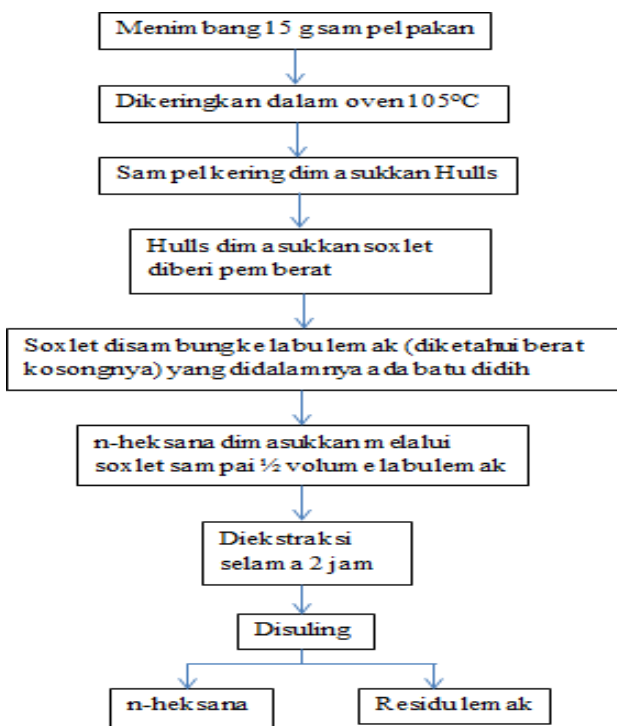 Menimbang 15 g sampel pakan
Dikeringkan dalam oven 105°C
Sampel kering dimasukkan Hulls
Hulls dimasukkan soxlet
diberi pemberat
Soxlet disambung ke labu lemak (diketahui berat
kosongnya) yang didalamnya ada batu didih
n-heksana dimasukkan melalui
soxlet sampai ½ volume labu lemak
Diekstraksi
selama 2 jam
Disuling
n-heksana
Residu lemak